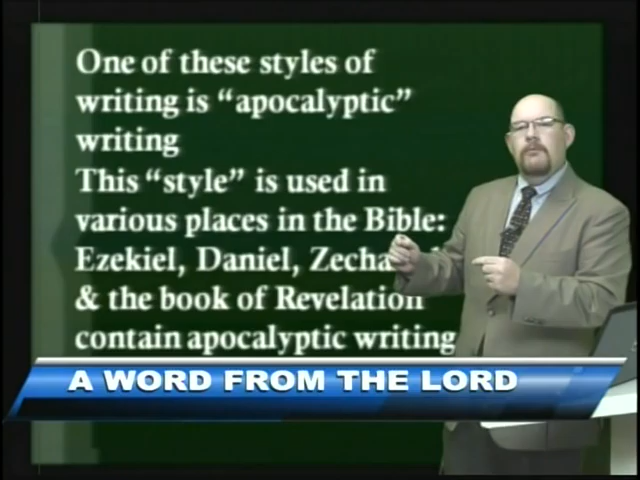 One of these styles of
writing is “apocalyptic”
writing
This “style” is used in
various places in the Bible:
Ezekiel, Daniel,
& the book of Revelation
contain apocalyptic writing
A WORD FROM THE LORD